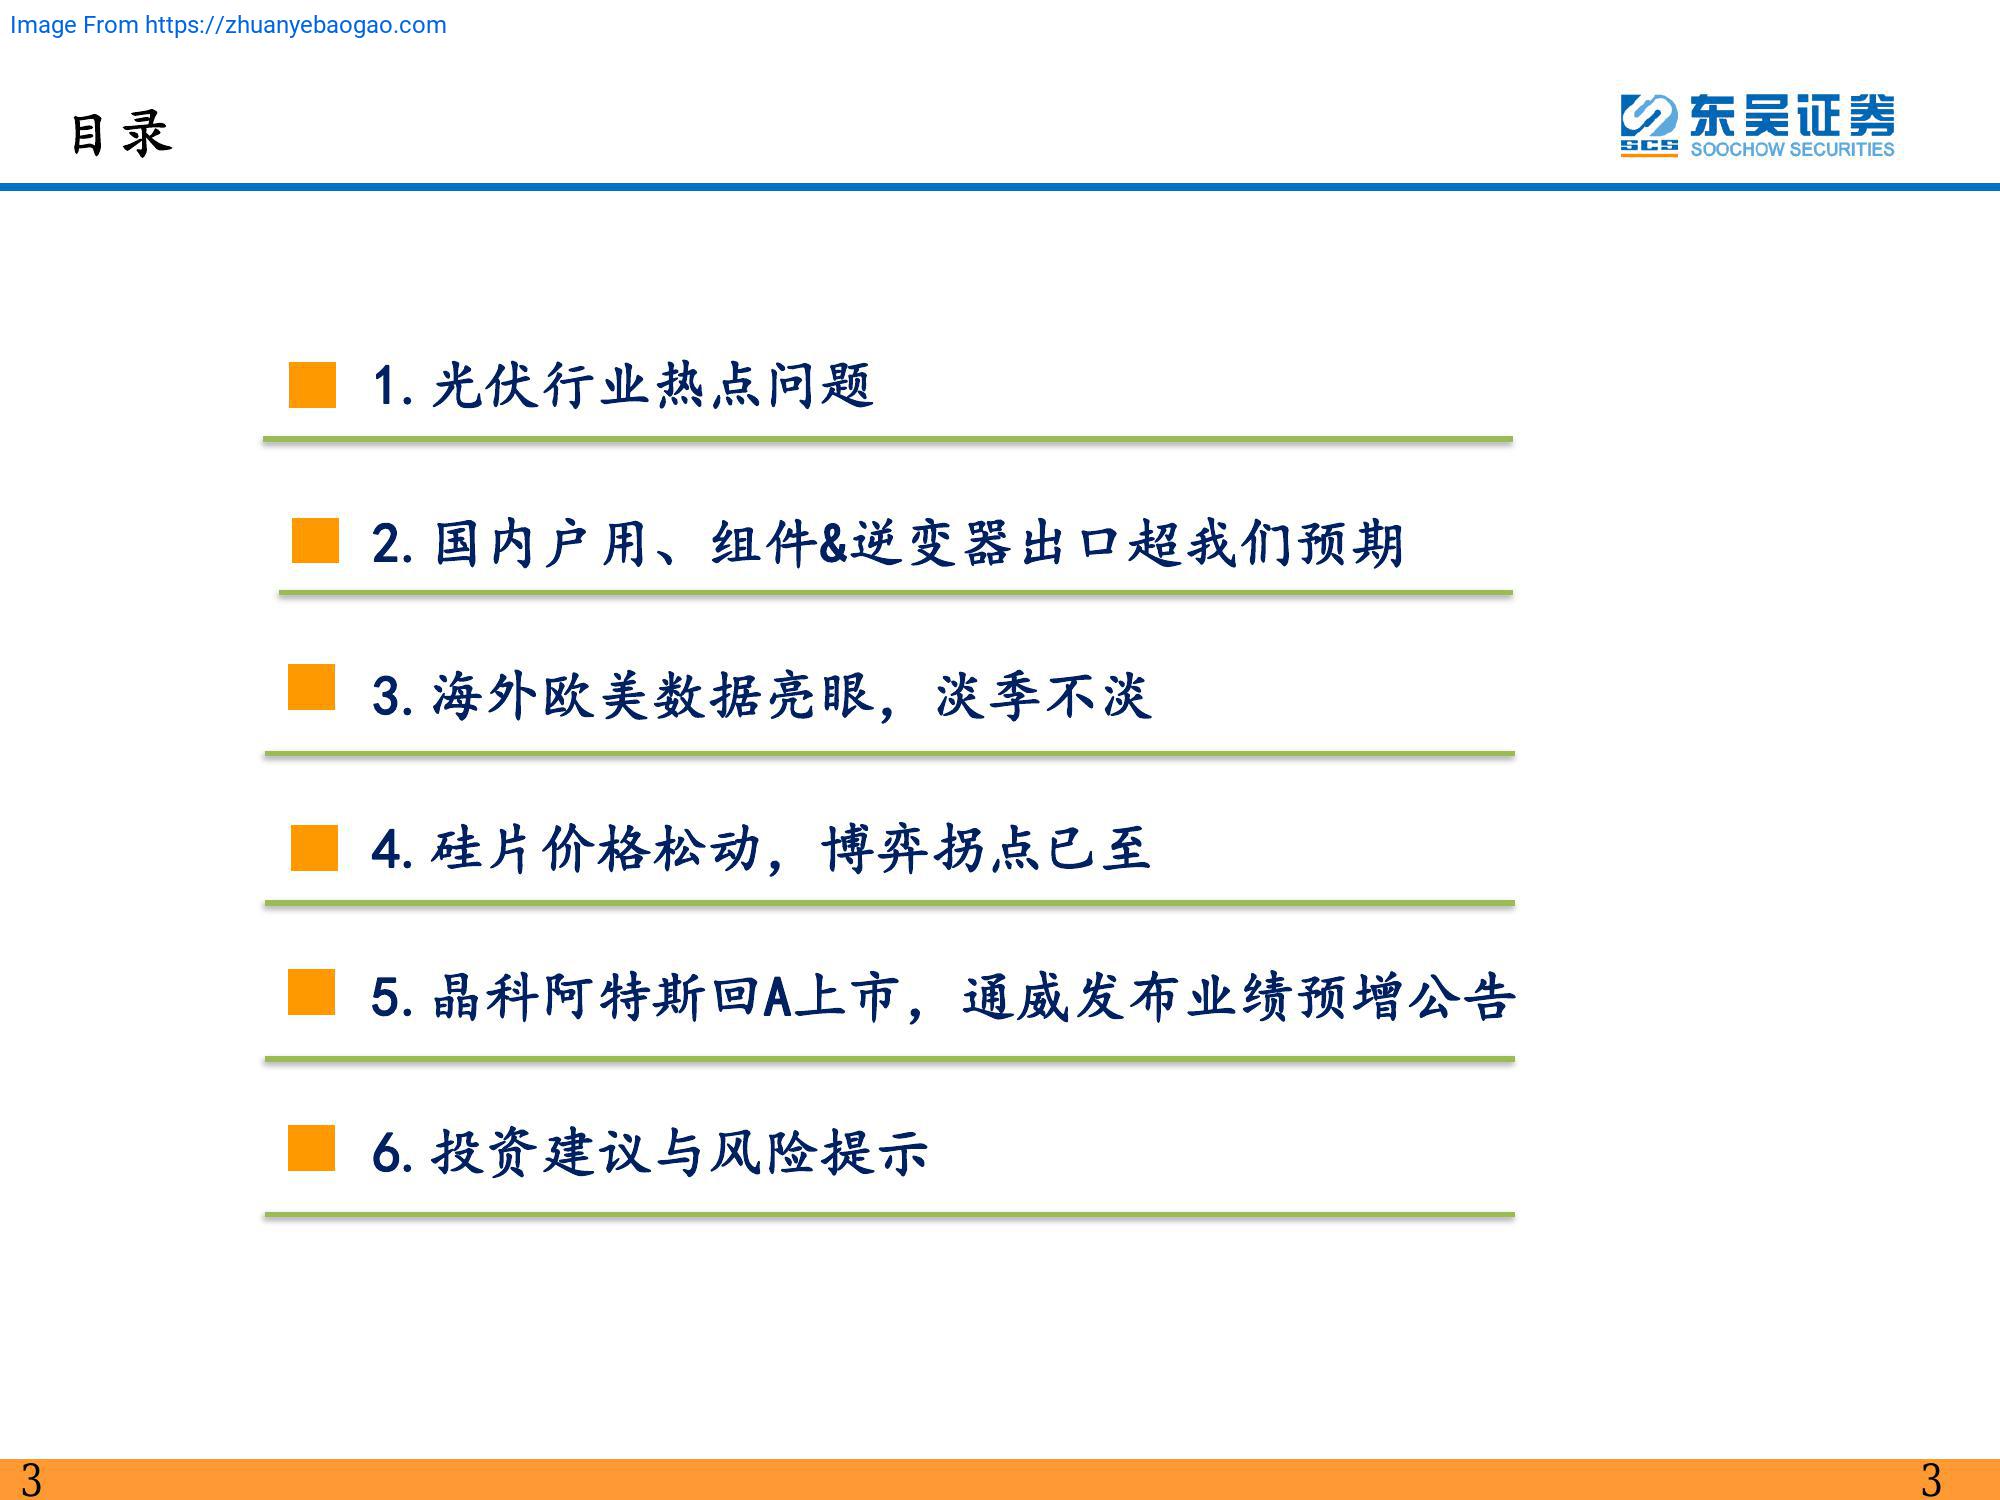 Image From https://zhuanyebaogao.com
目录
东吴证券
SCS
SOOCHOW SECURITIES
1.光伏行业热点问题
2.国内户用、组件&逆变器出口超我们预期
3.海外欧美数据亮眼，淡季不淡
4.硅片价格松动，博弈拐点已至
5.晶科阿特斯回A上市，通威发布业绩预增公告
6.投资建议与风险提示
3
3